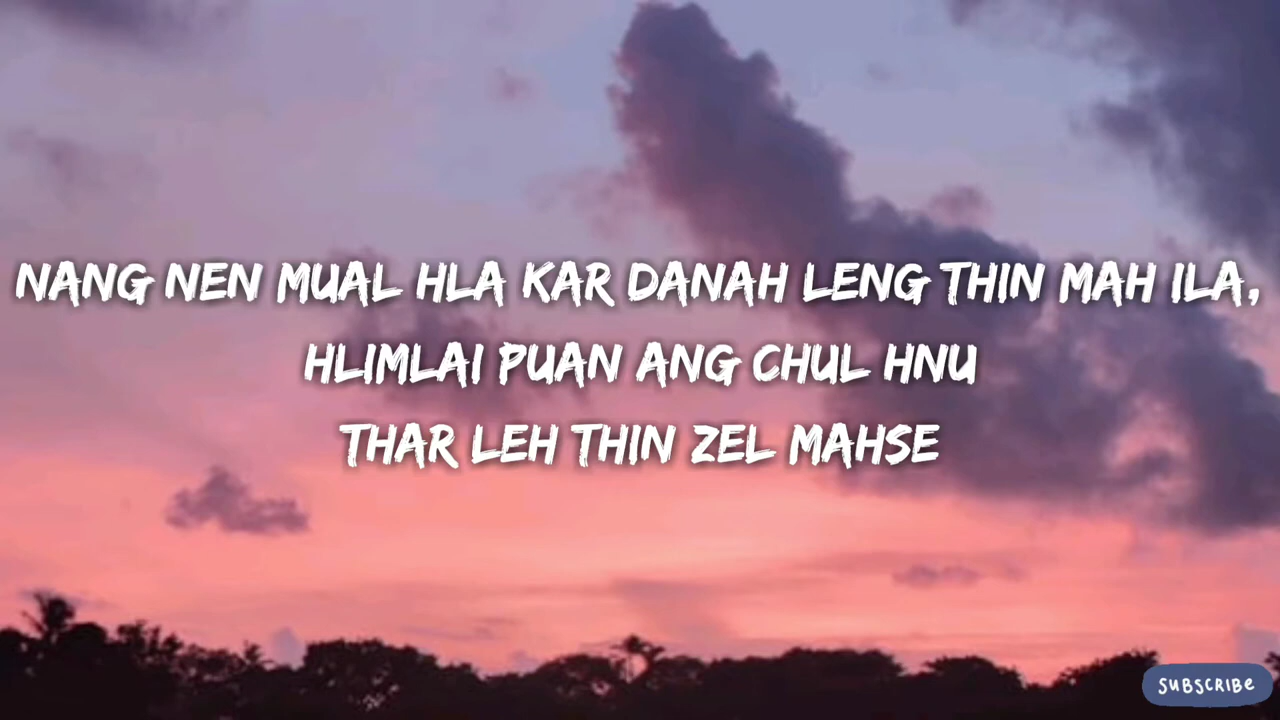 NANG NEN MUAL HLA KAR DANAH LENG THIN MAH ILA,
HLIMLAI PUAN ANG CHUL HNU
THAR LEH THIN ZEL MAHSE
SUBSCRIBE